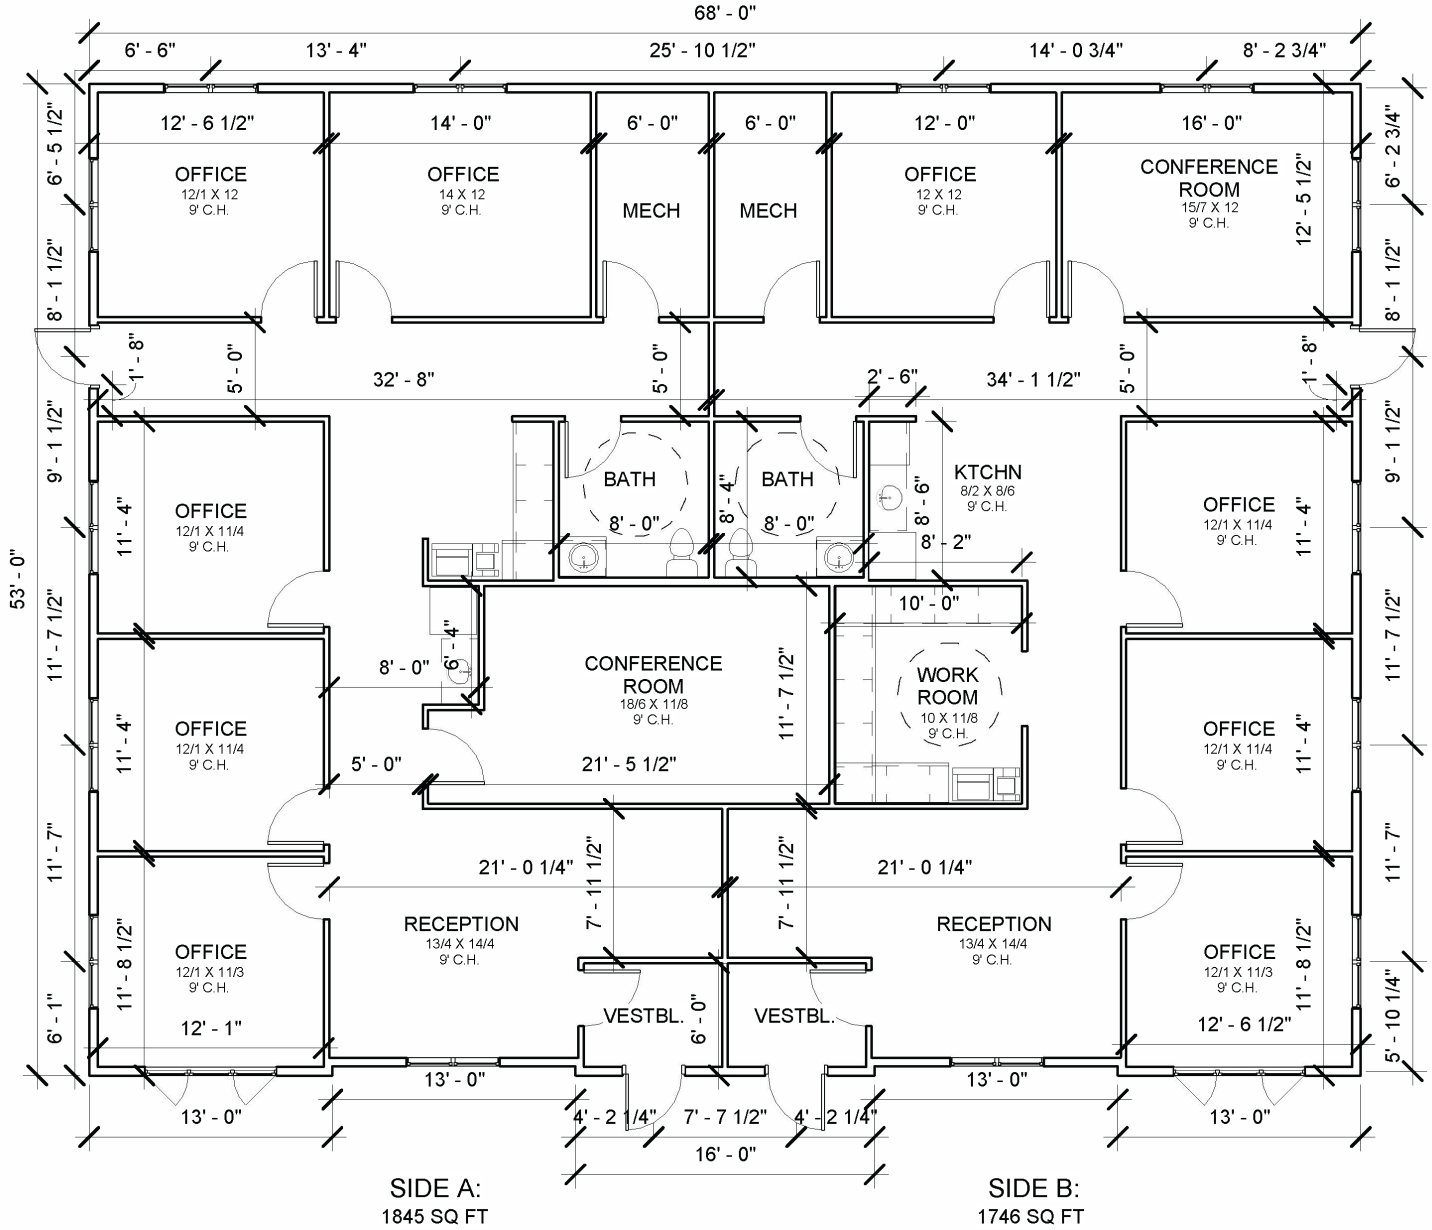 68' - 0"
6' - 6"
13' - 4"
25' - 10 1/2"
14' - 0 3/4"
8' - 2 3/4"
12' - 6 1/2"
14' - 0"
6' - 0"
6' - 0"
12' - 0"
16' - 0"
6' - 5 1/2"
6' - 2 3/4"
OFFICE
12/1 X 12
9' C.H.
OFFICE
14 X 12
9' C.H.
MECH
MECH
OFFICE
12 X 12
9' C.H.
CONFERENCE
ROOM
15/7 X 12
9' C.H.
12' - 5 1/2"
8' - 1 1/2"
8' - 1 1/2"
1' - 8"
5' - 0"
32' - 8"
5' - 0"
2' - 6"
34' - 1 1/2"
5' - 0"
1' - 8"
9' - 1 1/2"
9' - 1 1/2"
OFFICE
12/1 X 11/4
9' C.H.
11' - 4"
BATH
8' - 0"
BATH
8' - 4"
8' - 0"
KTCHN
8/2 X 8/6
9' C.H.
8' - 6"
8' - 2"
OFFICE
12/1 X 11/4
9' C.H.
11' - 4"
53' - 0"
11' - 7 1/2"
11' - 7 1/2"
10' - 0"
6' - 4"
8' - 0"
CONFERENCE
ROOM
18/6 X 11/8
9' C.H.
11' - 7 1/2"
WORK
ROOM
10 X 11/8
9' C.H.
OFFICE
12/1 X 11/4
9' C.H.
11' - 4"
OFFICE
12/1 X 11/4
9' C.H.
11' - 4"
5' - 0"
21' - 5 1/2"
11' - 7"
11' - 7"
21' - 0 1/4"
7' - 11 1/2"
7' - 11 1/2"
21' - 0 1/4"
RECEPTION
13/4 X 14/4
9' C.H.
RECEPTION
13/4 X 14/4
9' C.H.
OFFICE
12/1 X 11/3
9' C.H.
11' - 8 1/2"
OFFICE
12/1 X 11/3
9' C.H.
11' - 8 1/2"
6' - 1"
12' - 1"
VESTBL.
6' - 0"
VESTBL.
12' - 6 1/2"
5' - 10 1/4"
13' - 0"
13' - 0"
13' - 0"
4' - 2 1/4"
7' - 7 1/2"
4' - 2 1/4"
13' - 0"
16' - 0"
SIDE A:
1845 SQ FT
SIDE B:
1746 SQ FT